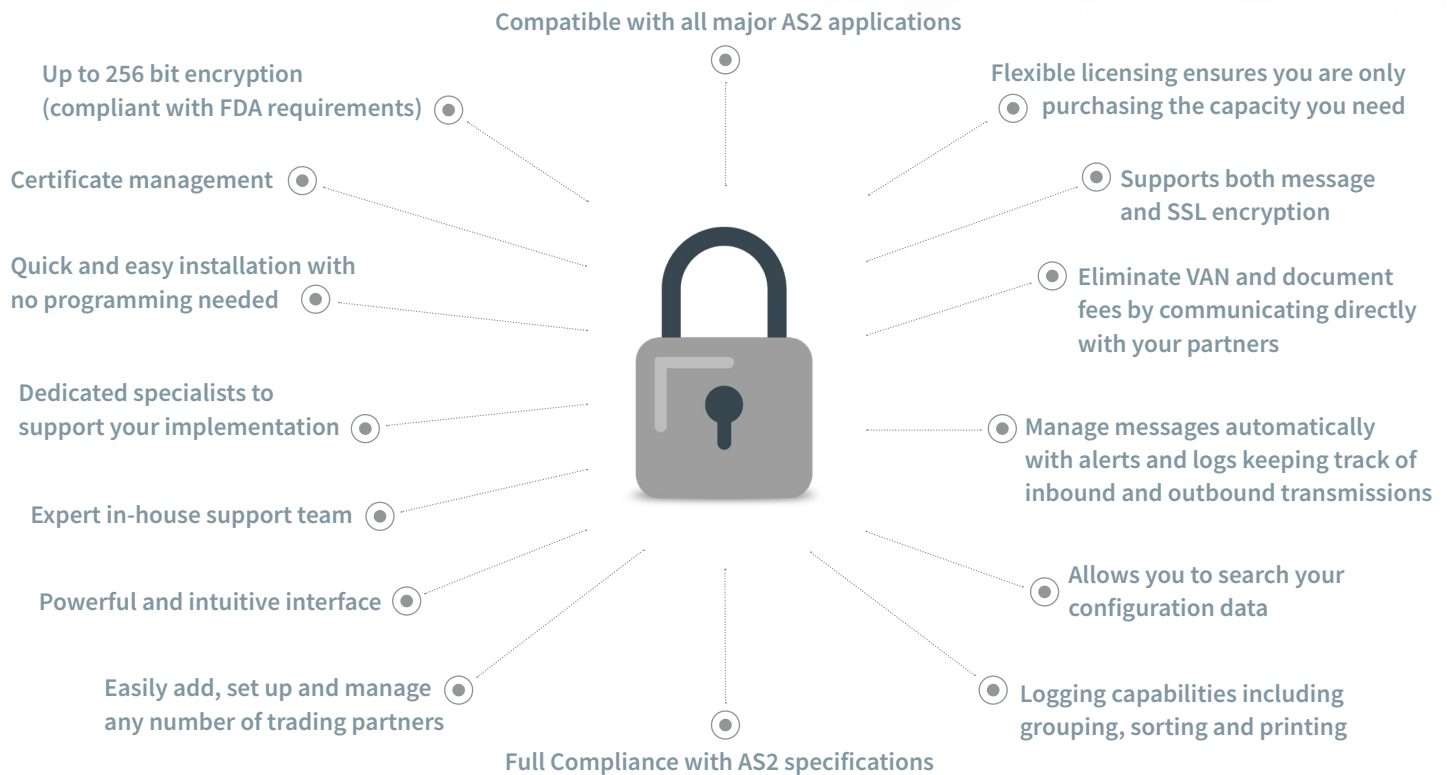 Compatible with all major AS2 applications
Up to 256 bit encryption
(compliant with FDA requirements)
Certificate management
Quick and easy installation with
no programming needed
Dedicated specialists to
support your implementation
Expert in-house support team
Powerful and intuitive interface
Easily add, set up and manage
any number of trading partners
Flexible licensing ensures you are only
purchasing the capacity you need
Supports both message
and SSL encryption
Eliminate VAN and document
fees by communicating directly
with your partners
Manage messages automatically
with alerts and logs keeping track of
inbound and outbound transmissions
Allows you to search your
configuration data
Logging capabilities including
grouping, sorting and printing
Full Compliance with AS2 specifications